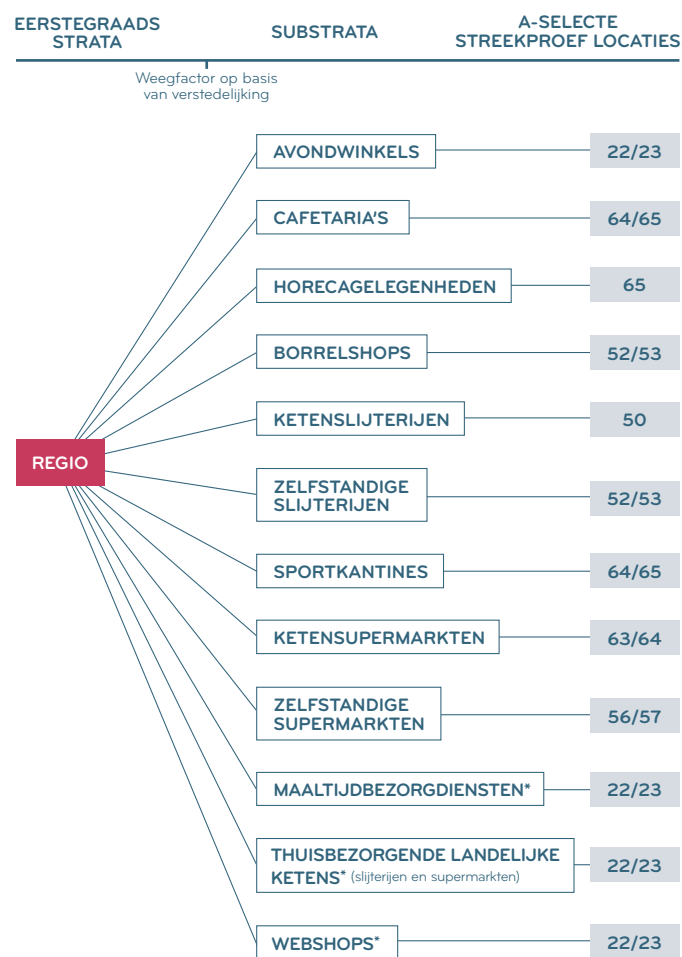 EERSTEGRAADS
STRATA
SUBSTRATA
A-SELECTE
STREEKPROEF LOCATIES
Weegfactor op basis
van verstedelijking
REGIO
AVONDWINKELS
22/23
CAFETARIA'S
64/65
HORECAGELEGENHEDEN
65
BORRELSHOPS
52/53
KETENSLIJTERIJEN
50
ZELFSTANDIGE
SLIJTERIJEN
52/53
SPORTKANTINES
64/65
KETENSUPERMARKTEN
63/64
ZELFSTANDIGE
SUPERMARKTEN
56/57
MAALTIJDBEZORGDIENSTEN*
22/23
THUISBEZORGENDE LANDELIJKE
KETENS* (slijterijen en supermarkten)
22/23
WEBSHOPS*
22/23